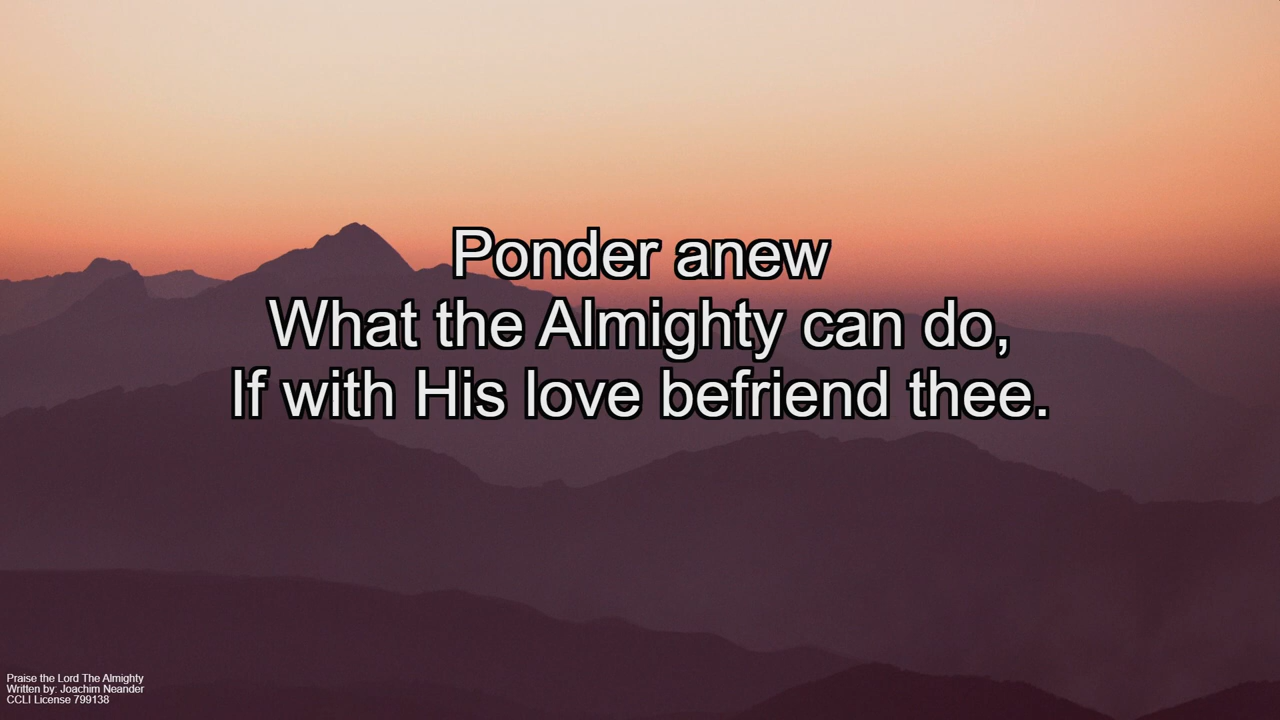 Ponder anew
What the Almighty can do,
If with His love befriend thee.
Praise the Lord The Almighty
Written by: Joachim Neander
CCLI License 799138